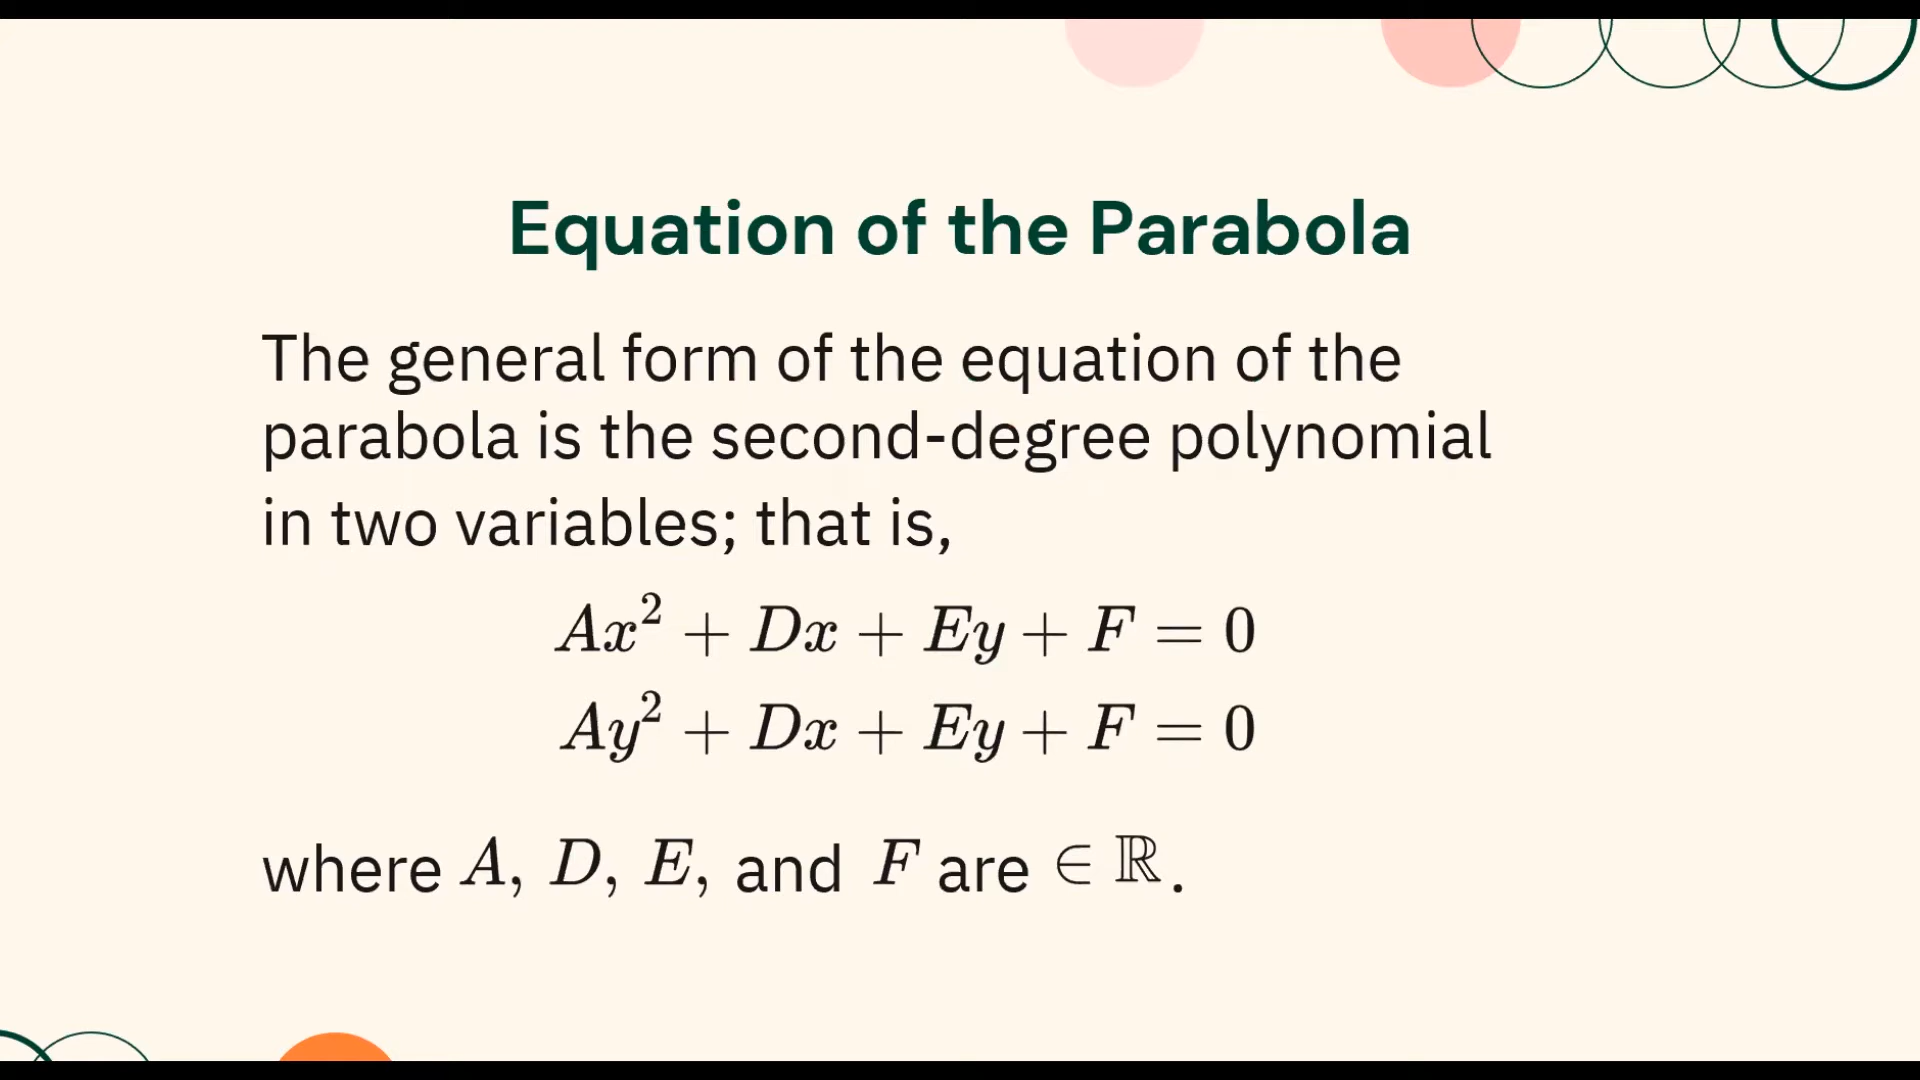 Equation of the Parabola
The general form of the equation of the
parabola is the second-degree polynomial
in two variables; that is,
Ax² + Dx + Ey + F = 0
Ay² + Dx + Ey + F = 0
where A, D, E, and F are ∈ ℝ.